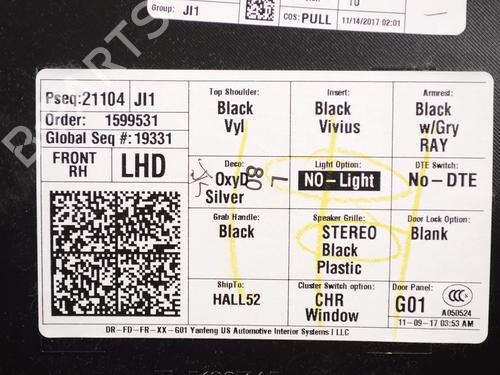 Group: JI1
COS: PULL
11/14/2017 02:01
Pseq:21104 JI1
Order: 1599531
Global Seq #: 19331
FRONT
RH
LHD
Top Shoulder:
Black
Vyl
Insert:
Black
Vivius
Armrest:
Black
w/Gry
RAY
Deco:
OxyD
Silver
80
L
Light Option:
NO-Light
DTE Switch:
No-DTE
Grab Handle:
Black
Speaker Grille:
STEREO
Black
Plastic
Door Lock Option:
Blank
ShipTo:
HALL52
Cluster Switch option:
CHR
Window
Door Panel:
G01
CCC
A050524
11-09-17 03:53 AM
DR-FD-FR-XX-G01 Yanfeng US Automotive Interior Systems I LLC
B-PARTS